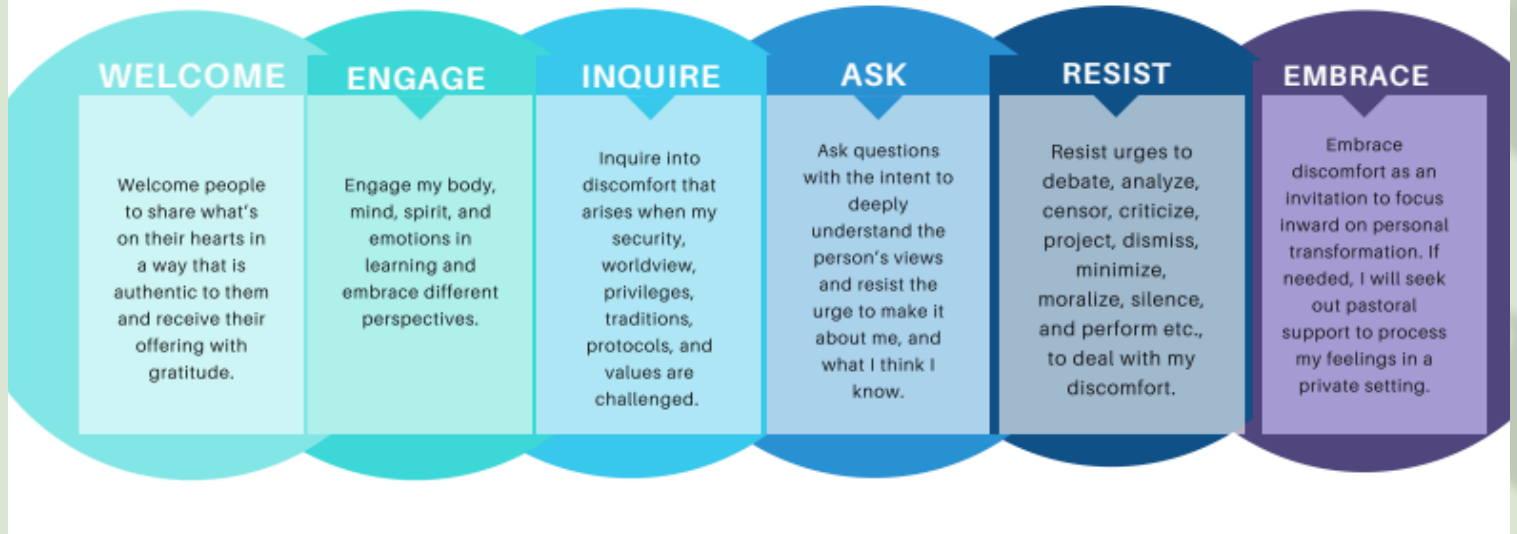 WELCOME
Welcome people
to share what's
on their hearts in
a way that is
authentic to them
and receive their
offering with
gratitude.
ENGAGE
Engage my body,
mind, spirit, and
emotions in
learning and
embrace different
perspectives.
INQUIRE
Inquire into
discomfort that
arises when my
security,
worldview,
privileges,
traditions,
protocols, and
values are
challenged.
ASK
Ask questions
with the intent to
deeply
understand the
person's views
and resist the
urge to make it
about me, and
what I think I
know.
RESIST
Resist urges to
debate, analyze,
censor, criticize,
project, dismiss,
minimize,
moralize, silence,
and perform etc.,
to deal with my
discomfort.
EMBRACE
Embrace
discomfort as an
invitation to focus
inward on personal
transformation. If
needed, I will seek
out pastoral
support to process
my feelings in a
private setting.